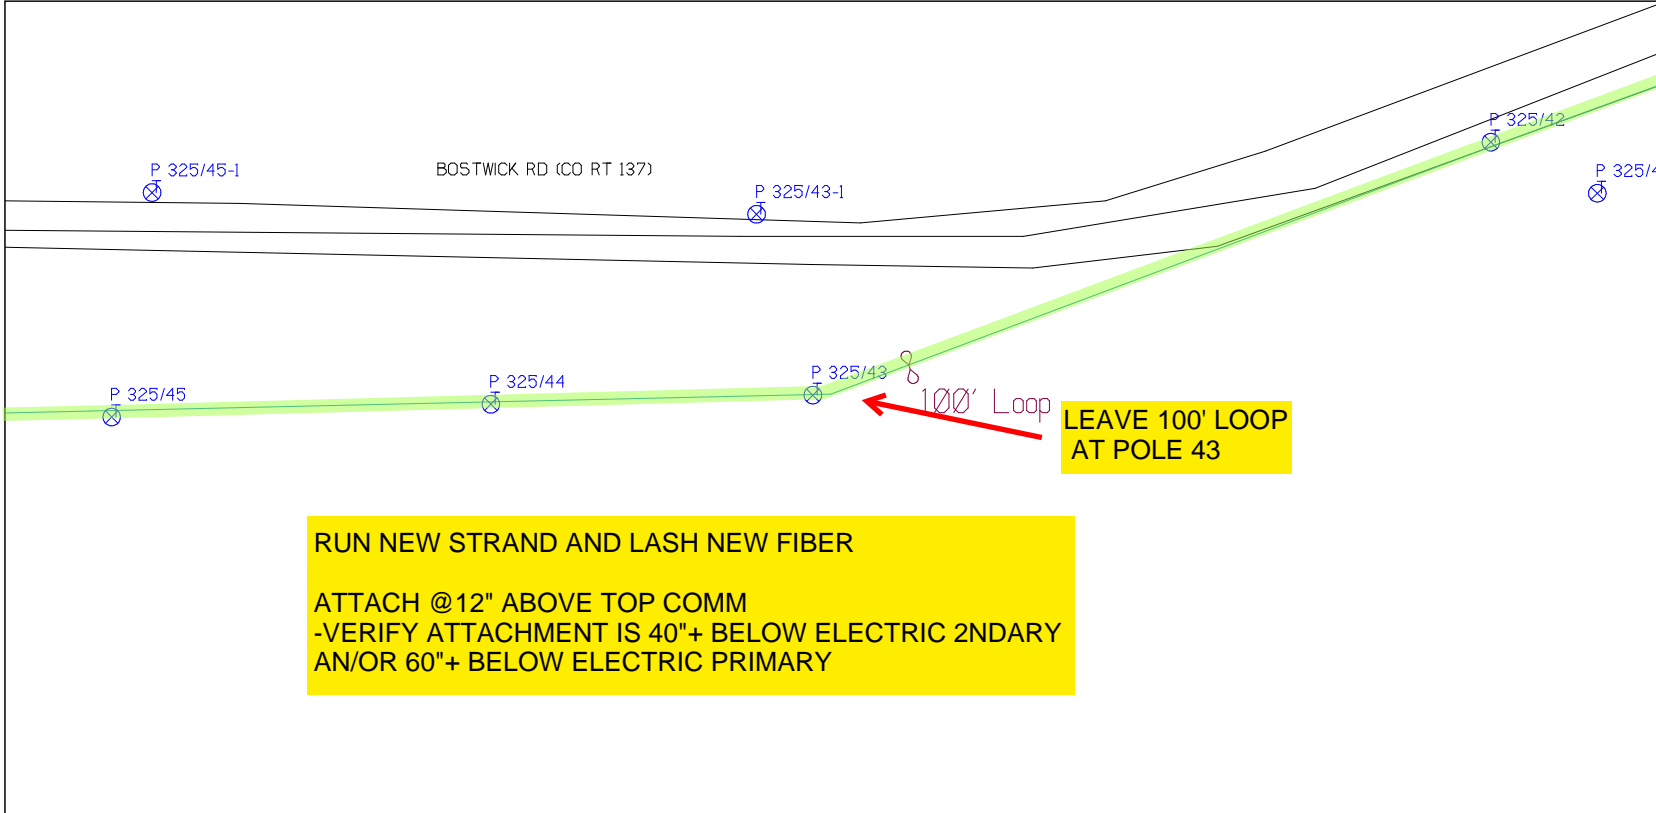 P 325/42
P 325/45-1
BOSTWICK RD (CO RT 137)
P 325/43-1
P 325/4
P 325/45
P 325/44
P 325/43
100' Loop
LEAVE 100' LOOP
AT POLE 43
RUN NEW STRAND AND LASH NEW FIBER
ATTACH @12" ABOVE TOP COMM
-VERIFY ATTACHMENT IS 40"+ BELOW ELECTRIC 2NDARY
AN/OR 60"+ BELOW ELECTRIC PRIMARY